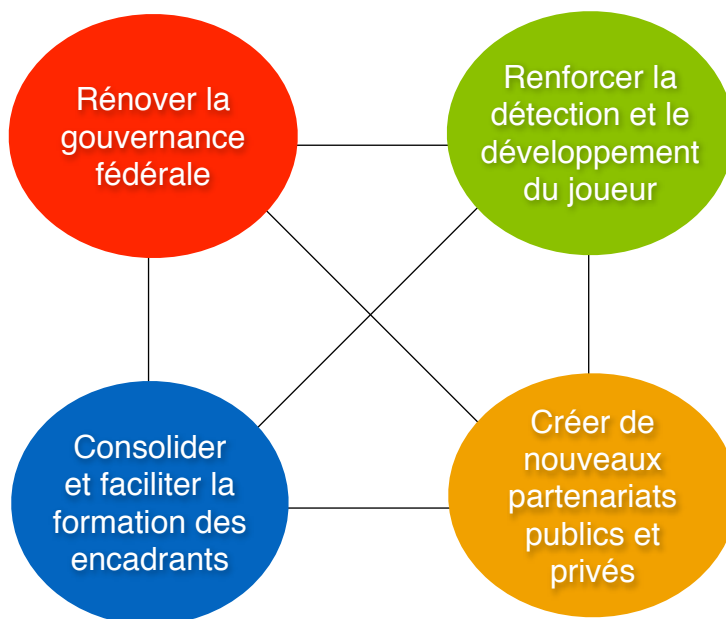 Rénover la
gouvernance
fédérale
Renforcer la
détection et le
développement
du joueur
Consolider
et faciliter la
formation des
encadrants
Créer de
nouveaux
partenariats
publics et
privés